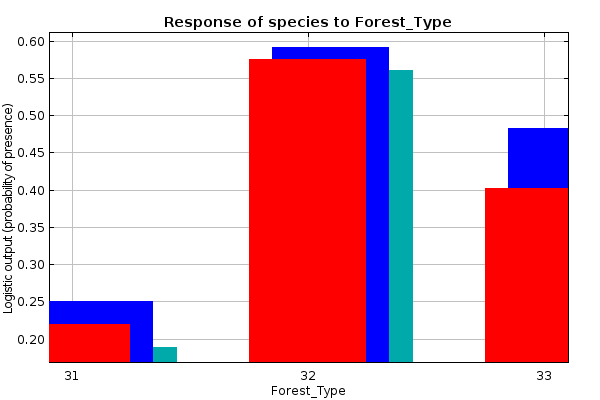 Response of species to Forest_Type
Logistic output (probability of presence)
0.60
0.55
0.50
0.45
0.40
0.35
0.30
0.25
0.20
31 32 33
Forest_Type